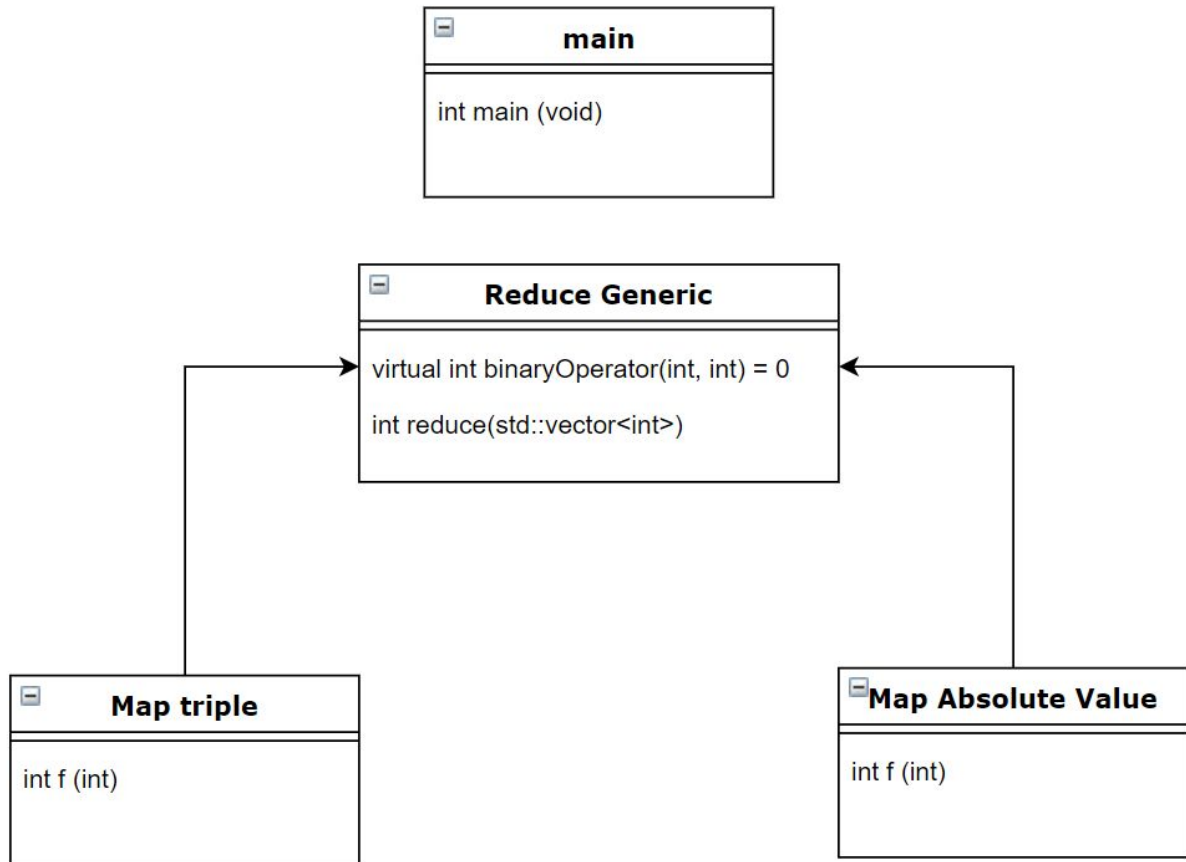 main
int main (void)
Reduce Generic
virtual int binaryOperator(int, int) = 0
int reduce(std::vector<int>)
Map triple
int f (int)
Map Absolute Value
int f (int)